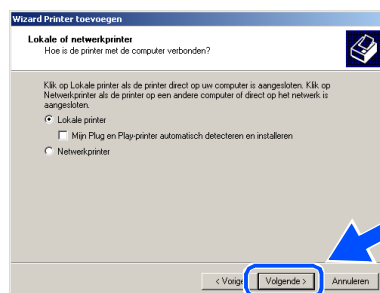 Wizard Printer toevoegen
Lokale of netwerkprinter
Hoe is de printer met de computer verbonden?
Klik op Lokale printer als de printer direct op uw computer is aangesloten. Klik op
Netwerkprinter als de printer op een andere computer of direct op het netwerk is
aangesloten.
Lokale printer
Mijn Plug en Play-printer automatisch detecteren en installeren
Netwerkprinter
< Vorige Volgende > Annuleren